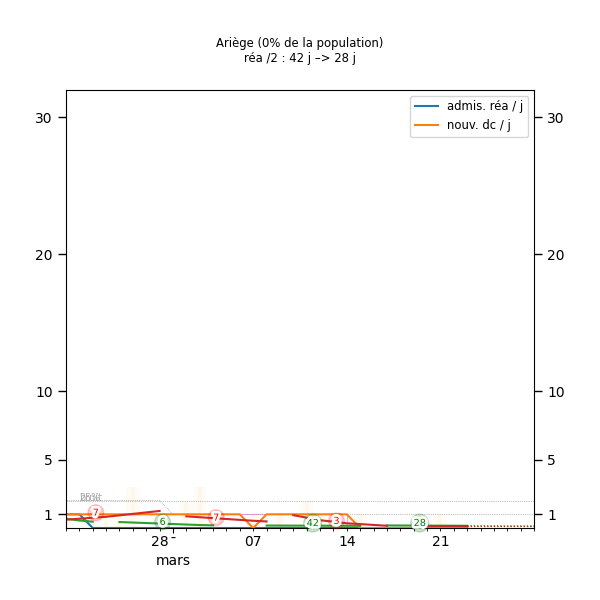 Ariège (0% de la population)
réa /2 : 42 j –> 28 j
admis. réa / j
nouv. dc / j
30 30
20 20
10 10
5 5
1 1
7 6 7 42 3 28
28 07 14 21
mars